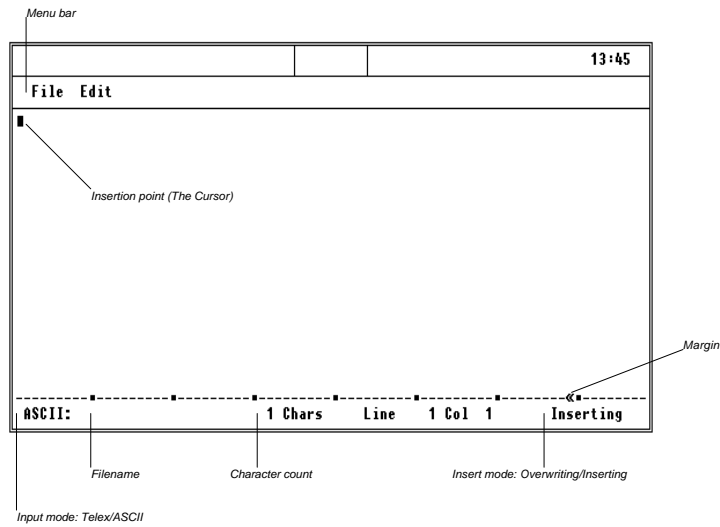 Menu bar
13:45
File Edit
Insertion point (The Cursor)
Margin
«
ASCII: 1 Chars Line 1 Col 1 Inserting
Filename Character count Insert mode: Overwriting/Inserting
Input mode: Telex/ASCII